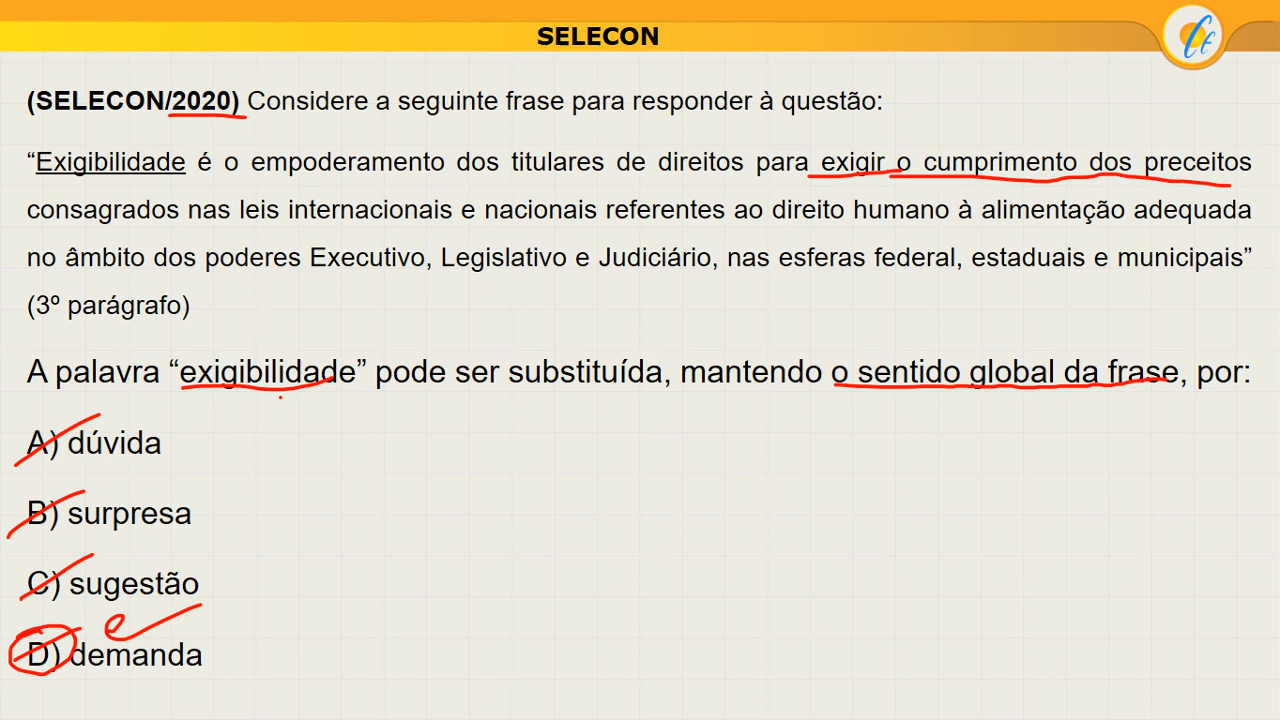 SELECON
(SELECON/2020) Considere a seguinte frase para responder à questão:
“Exigibilidade é o empoderamento dos titulares de direitos para exigir o cumprimento dos preceitos
consagrados nas leis internacionais e nacionais referentes ao direito humano à alimentação adequada
no âmbito dos poderes Executivo, Legislativo e Judiciário, nas esferas federal, estaduais e municipais”
(3º parágrafo)
A palavra “exigibilidade” pode ser substituída, mantendo o sentido global da frase, por:
A) dúvida
B) surpresa
C) sugestão
D) demanda